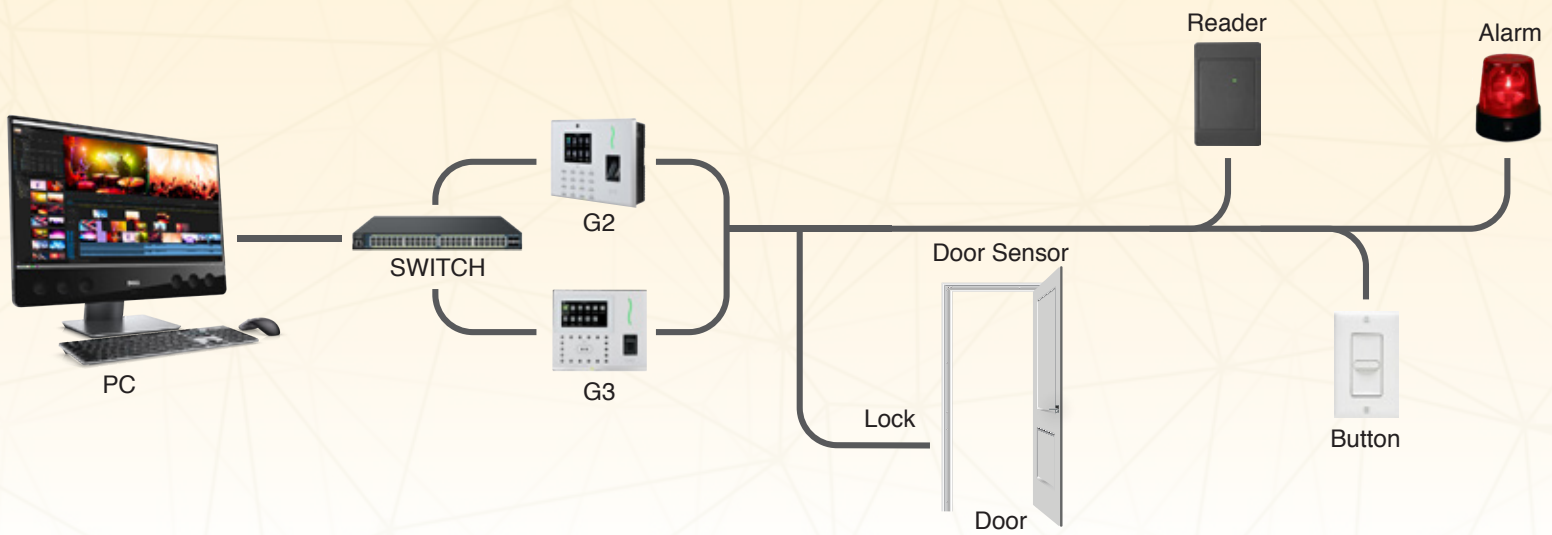 Reader
Alarm
G2
SWITCH
Door Sensor
G3
PC
Lock
Button
Door